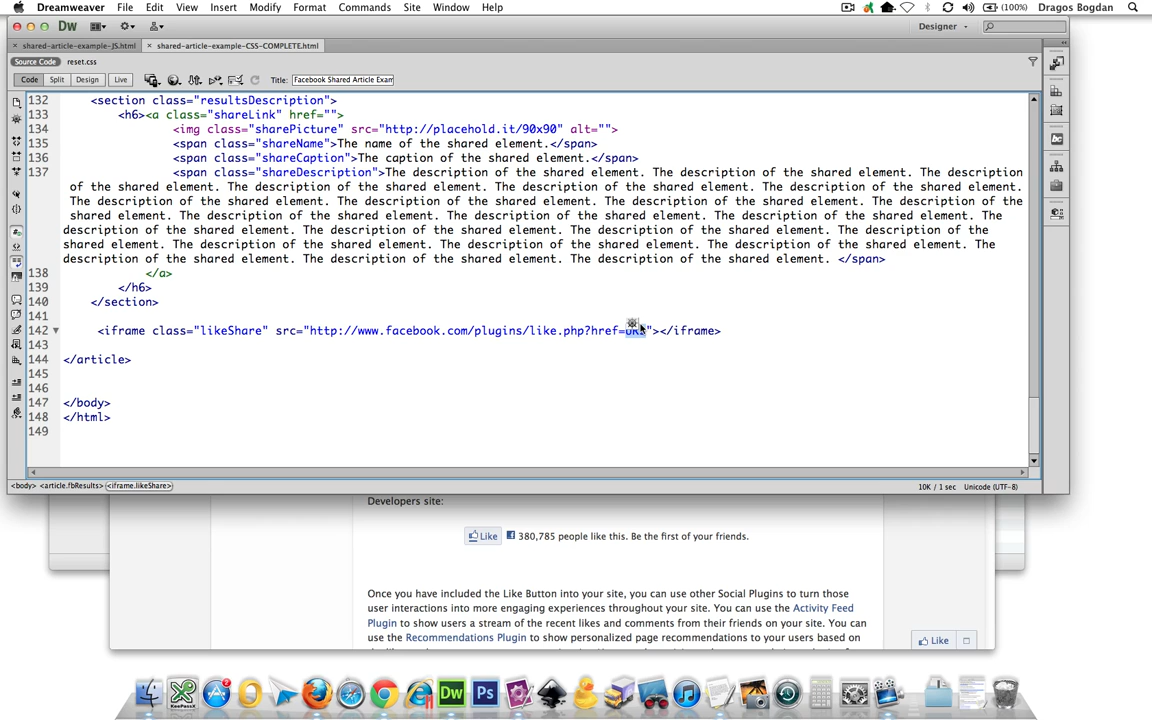 Dreamweaver File Edit View Insert Modify Format Commands Site Window Help (100%) Dragos Bogdan
Dw Designer
shared-article-example-JS.html shared-article-example-CSS-COMPLETE.html
Source Code reset.css
Code Split Design Live Title: Facebook Shared Article Exam
132 <section class="resultsDescription">
133 <h6><a class="shareLink" href="">
134 <img class="sharePicture" src="http://placehold.it/90x90" alt="">
135 <span class="shareName">The name of the shared element.</span>
136 <span class="shareCaption">The caption of the shared element.</span>
137 <span class="shareDescription">The description of the shared element. The description of the shared element. The description
of the shared element. The description of the shared element. The description of the shared element. The description of the shared element.
The description of the shared element. The description of the shared element. The description of the shared element. The description of the
shared element. The description of the shared element. The description of the shared element. The description of the shared element. The
description of the shared element. The description of the shared element. The description of the shared element. The description of the
shared element. The description of the shared element. The description of the shared element. The description of the shared element. The
description of the shared element. The description of the shared element. The description of the shared element. </span>
138 </a>
139 </h6>
140 </section>
141
142 <iframe class="likeShare" src="http://www.facebook.com/plugins/like.php?href="></iframe>
143
144 </article>
145
146
147 </body>
148 </html>
149
<body> <article.fbResults> <iframe.likeShare> 10K / 1 sec Unicode (UTF-8)
Developers site:
Like 380,785 people like this. Be the first of your friends.
Once you have included the Like Button into your site, you can use other Social Plugins to turn those
user interactions into more engaging experiences throughout your site. You can use the Activity Feed
Plugin to show users a stream of the recent likes and comments from their friends on your site. You can
use the Recommendations Plugin to show personalized page recommendations to your users based on
Like
Dw Ps